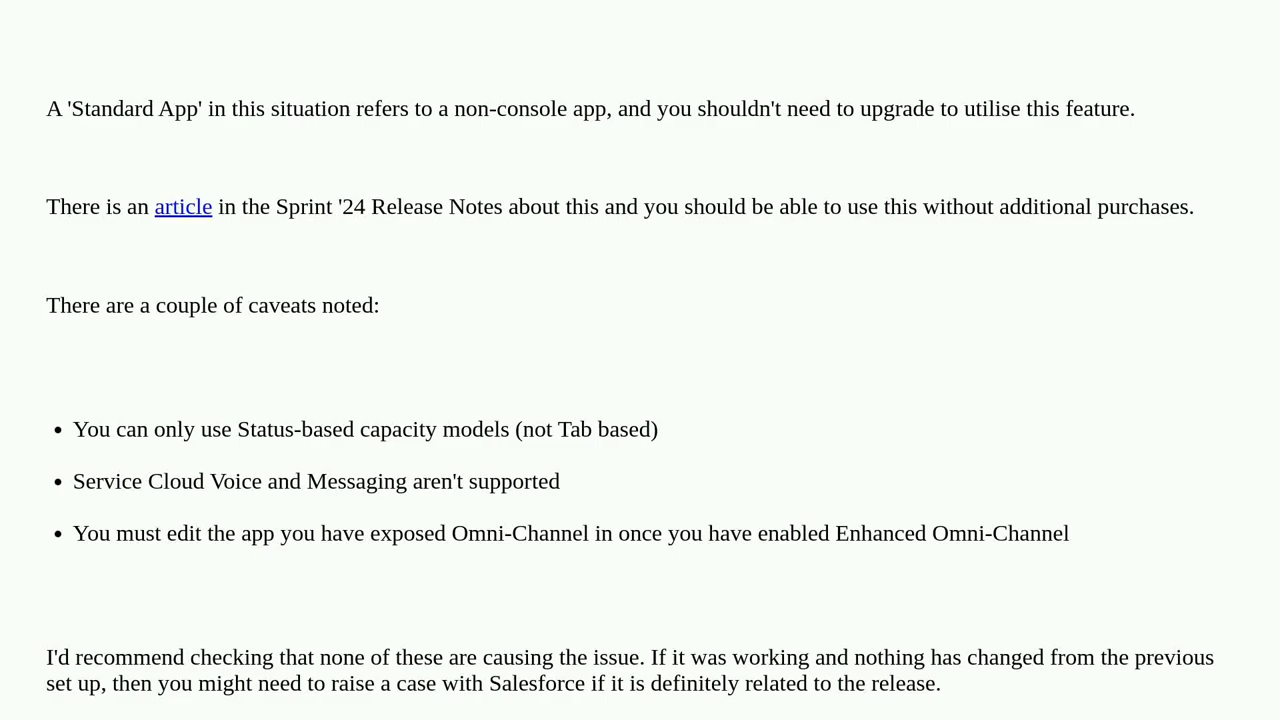 A 'Standard App' in this situation refers to a non-console app, and you shouldn't need to upgrade to utilise this feature.
There is an article in the Sprint '24 Release Notes about this and you should be able to use this without additional purchases.
There are a couple of caveats noted:
• You can only use Status-based capacity models (not Tab based)
• Service Cloud Voice and Messaging aren't supported
• You must edit the app you have exposed Omni-Channel in once you have enabled Enhanced Omni-Channel
I'd recommend checking that none of these are causing the issue. If it was working and nothing has changed from the previous
set up, then you might need to raise a case with Salesforce if it is definitely related to the release.